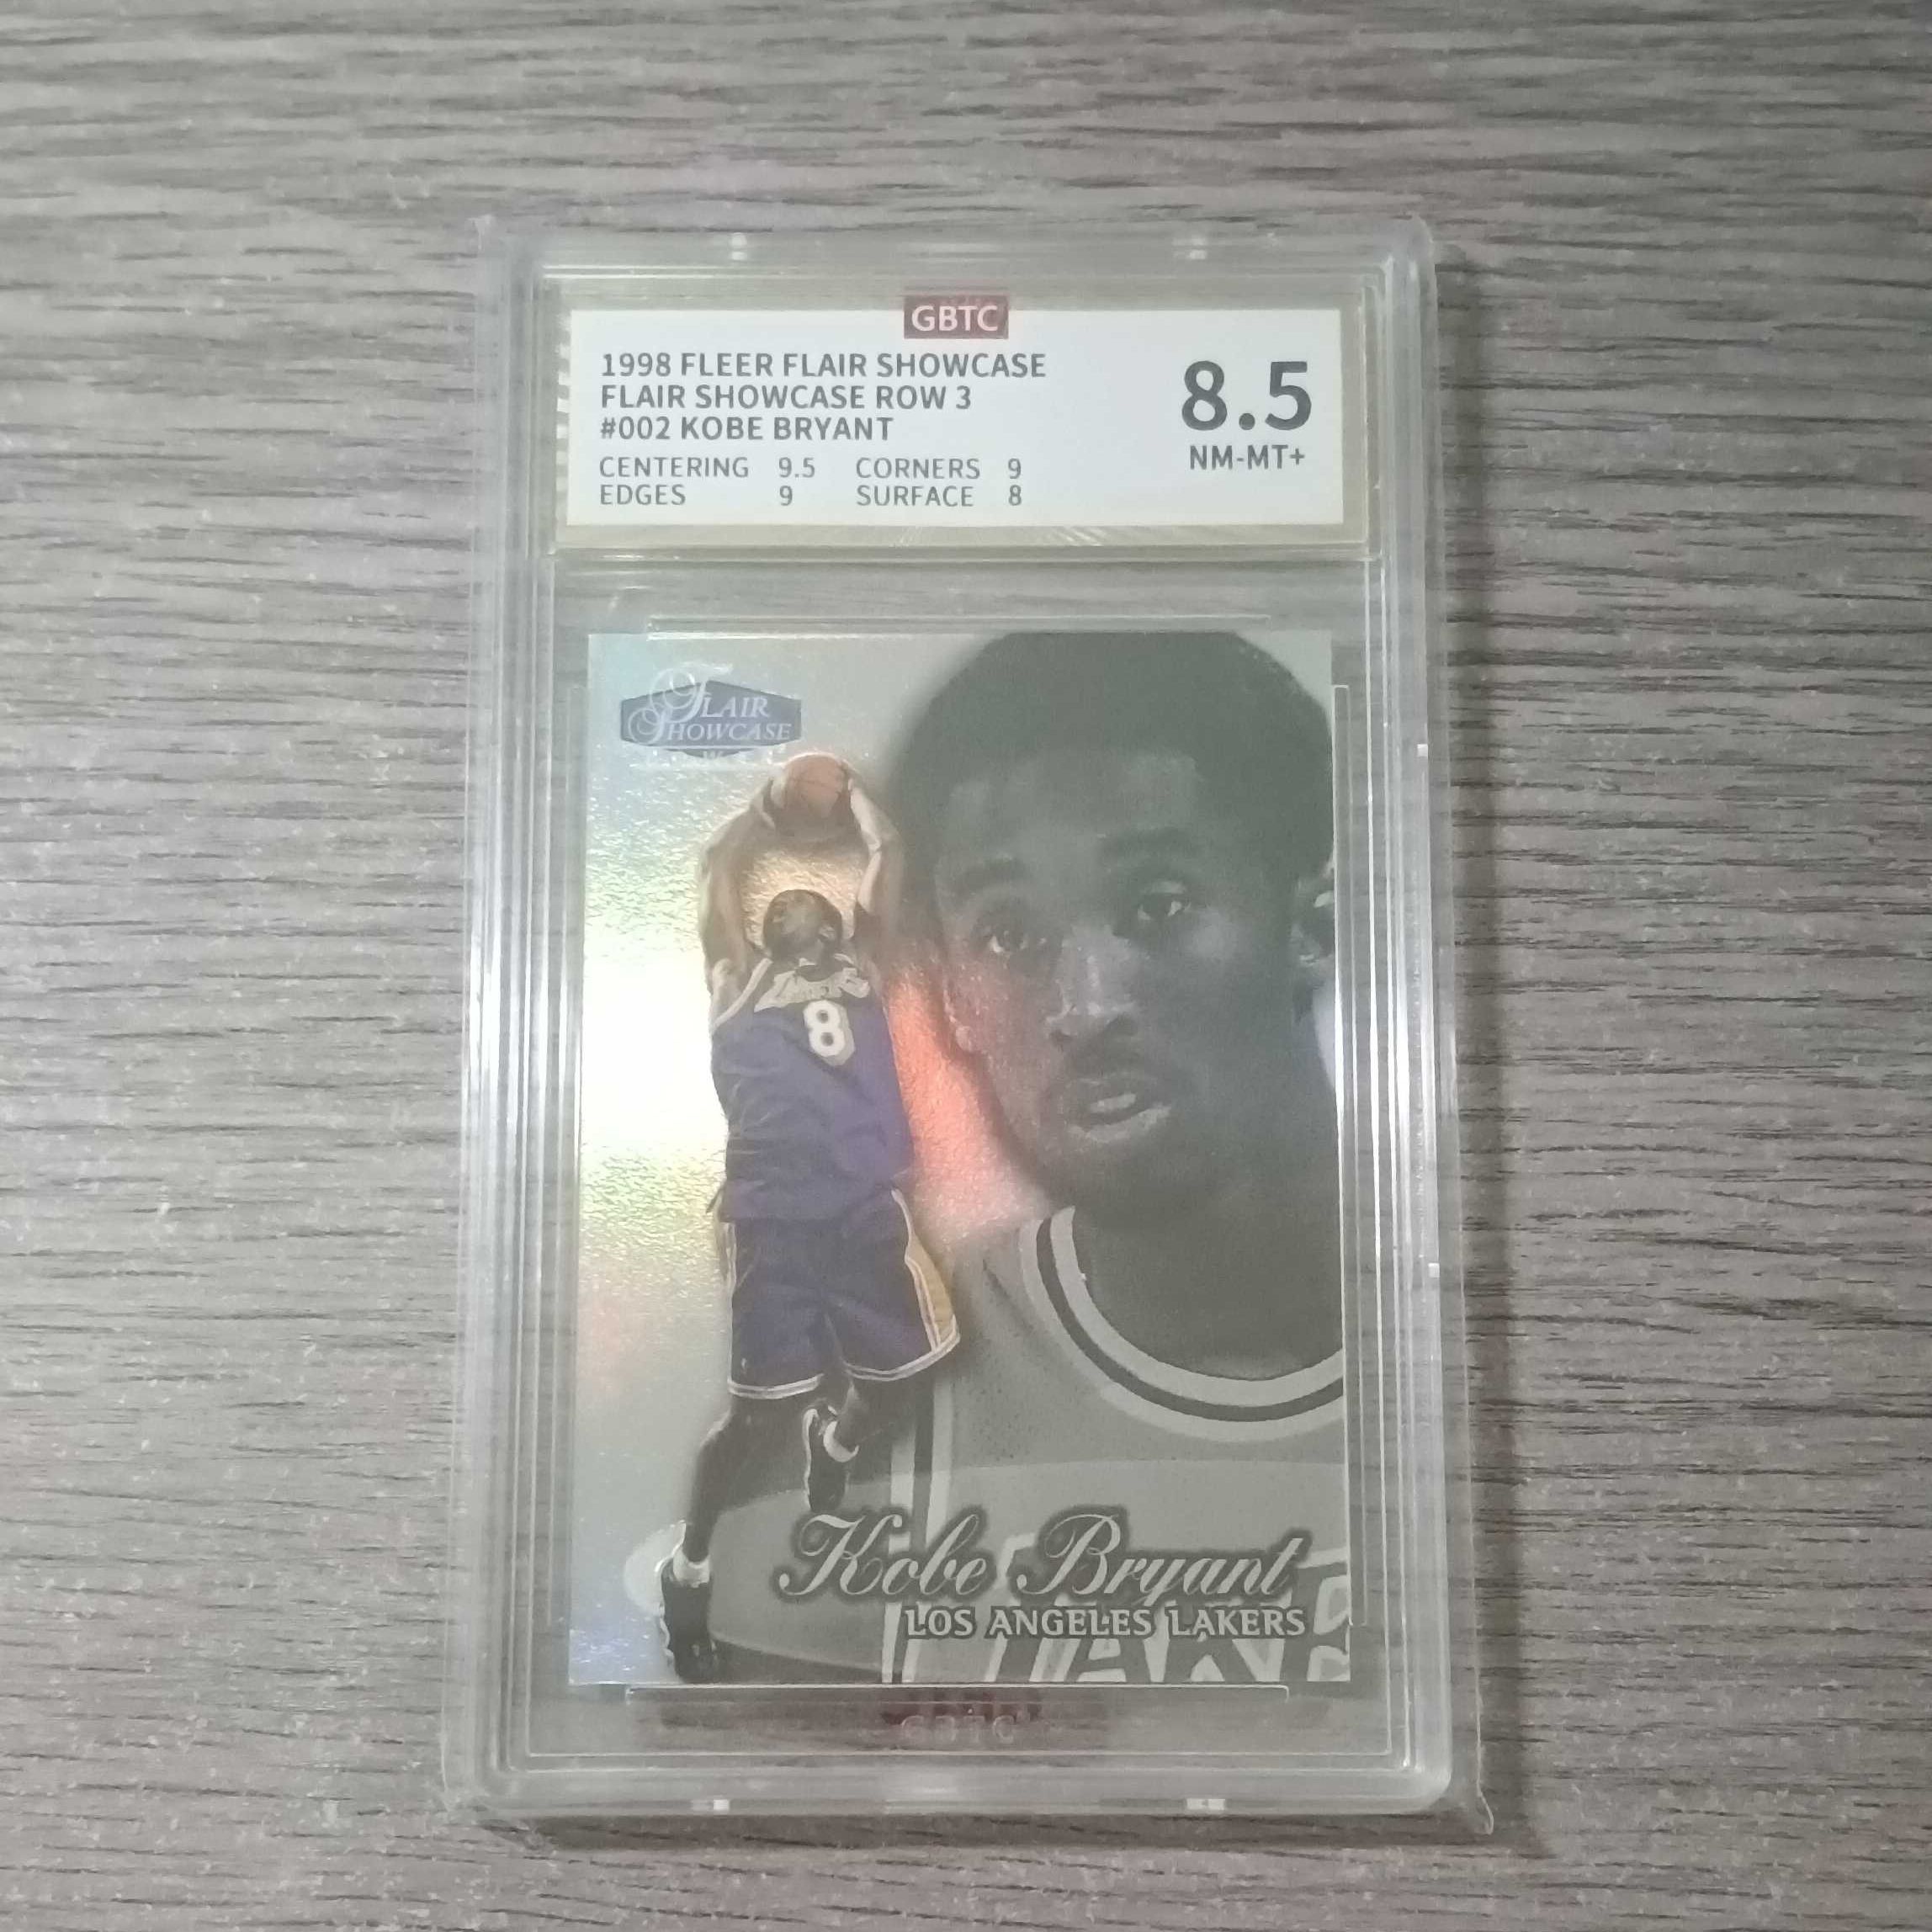 GBTC
1998 FLEER FLAIR SHOWCASE
FLAIR SHOWCASE ROW 3
#002 KOBE BRYANT
CENTERING 9.5 CORNERS 9
EDGES 9 SURFACE 8
8.5
NM-MT+
FLAIR
SHOWCASE
LAKERS
8
Kobe Bryant
LOS ANGELES LAKERS
GBTC